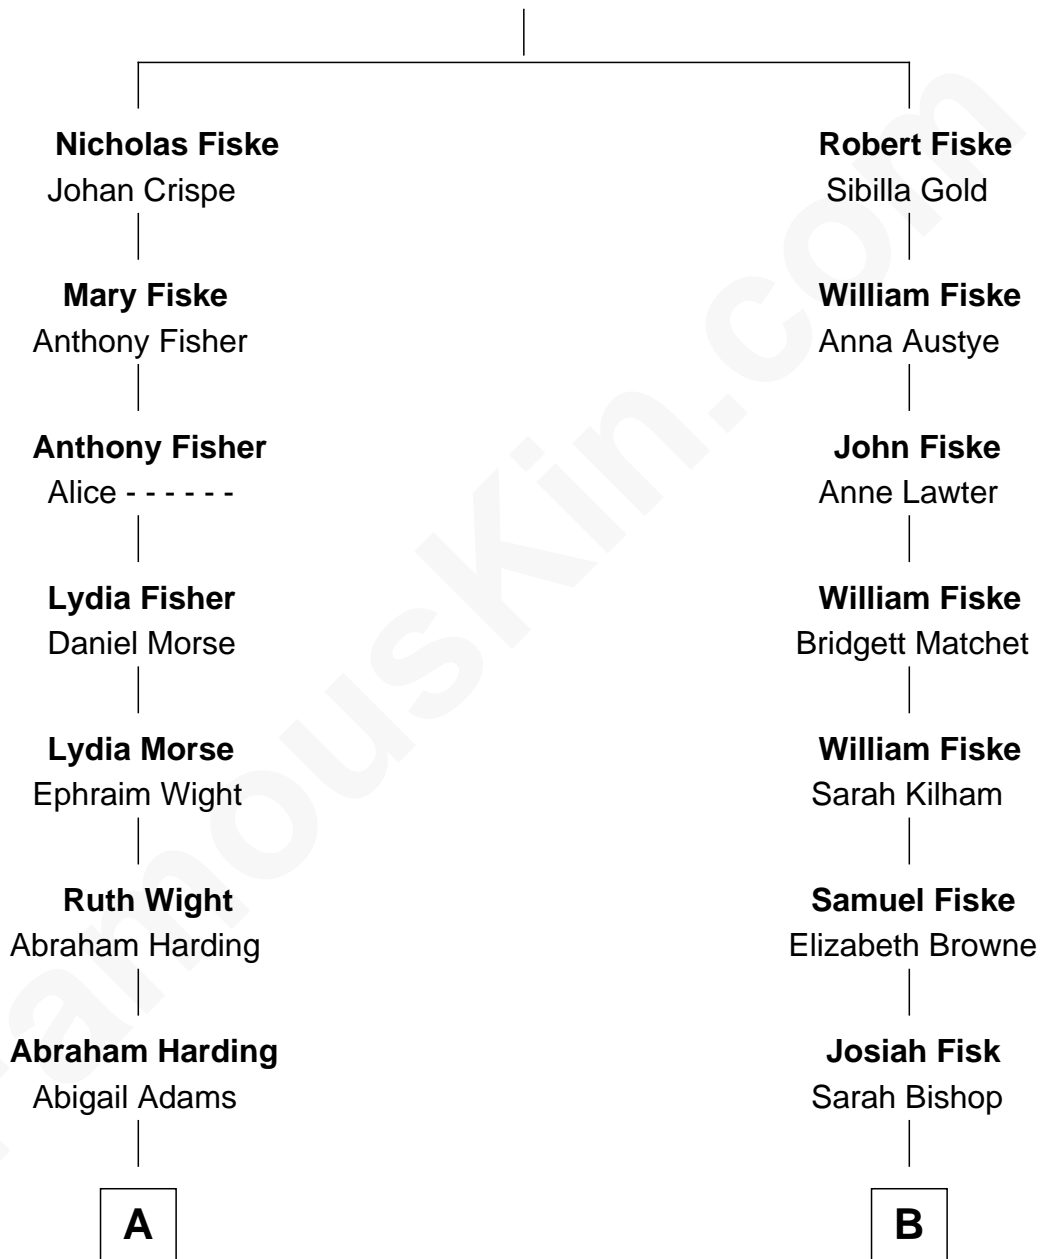 Nicholas Fiske
Johan Crispe
Mary Fiske
Anthony Fisher
Anthony Fisher
Alice - - - - - -
Lydia Fisher
Daniel Morse
Lydia Morse
Ephraim Wight
Ruth Wight
Abraham Harding
Abraham Harding
Abigail Adams
A
Robert Fiske
Sibilla Gold
William Fiske
Anna Austye
John Fiske
Anne Lawter
William Fiske
Bridgett Matchet
William Fiske
Sarah Kilham
Samuel Fiske
Elizabeth Browne
Josiah Fisk
Sarah Bishop
B
FamousKin.com